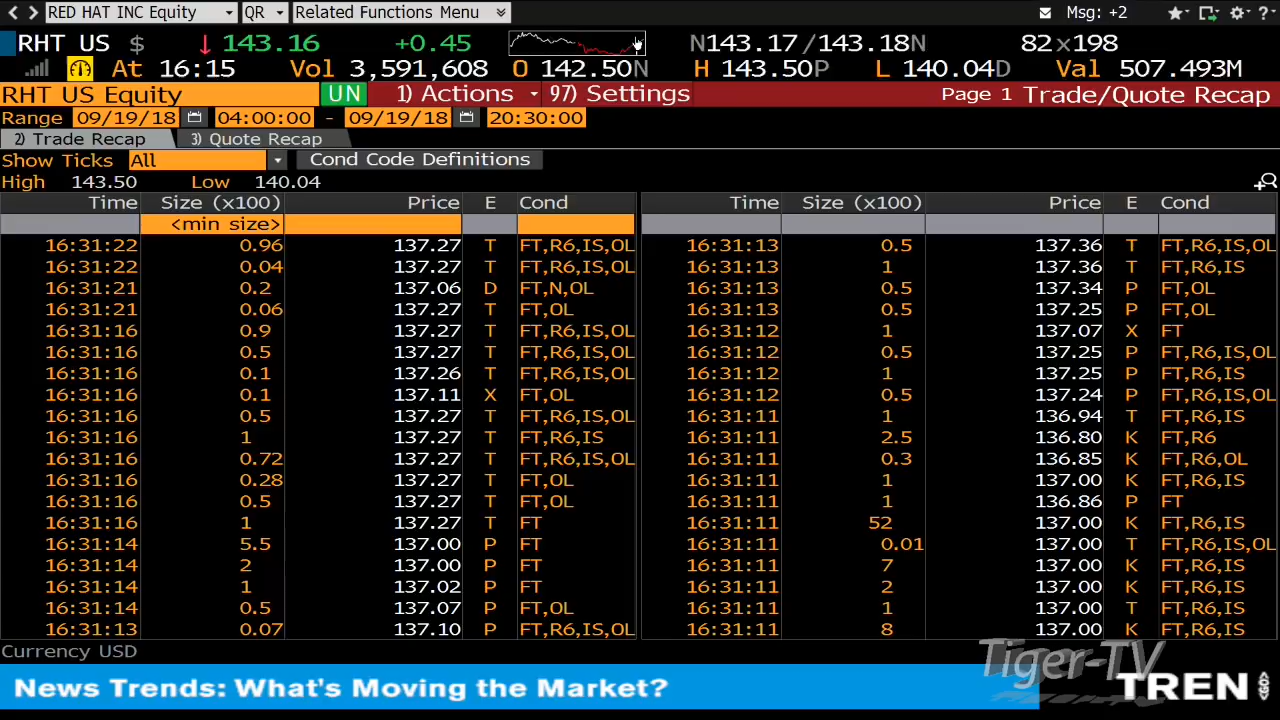 RED HAT INC Equity QR Related Functions Menu Msg: +2
RHT US $ ↓ 143.16 +0.45 N143.17/143.18N 82x198
At 16:15 Vol 3,591,608 O 142.50N H 143.50P L 140.04D Val 507.493M
RHT US Equity UN 1) Actions 97) Settings Page 1 Trade/Quote Recap
Range 09/19/18 04:00:00 - 09/19/18 20:30:00
2) Trade Recap 3) Quote Recap
Show Ticks All Cond Code Definitions
High 143.50 Low 140.04
Time Size (x100) Price E Cond Time Size (x100) Price E Cond
<min size>
16:31:22 0.96 137.27 T FT,R6,IS,OL 16:31:13 0.5 137.36 T FT,R6,IS,OL
16:31:22 0.04 137.27 T FT,R6,IS,OL 16:31:13 1 137.36 T FT,R6,IS
16:31:21 0.2 137.06 D FT,N,OL 16:31:13 0.5 137.34 P FT,OL
16:31:21 0.06 137.27 T FT,OL 16:31:13 0.5 137.25 P FT,OL
16:31:16 0.9 137.27 T FT,R6,IS,OL 16:31:12 1 137.07 X FT
16:31:16 0.5 137.27 T FT,R6,IS,OL 16:31:12 0.5 137.25 P FT,R6,IS,OL
16:31:16 0.1 137.26 T FT,R6,IS,OL 16:31:12 1 137.25 P FT,R6,IS
16:31:16 0.1 137.11 X FT,OL 16:31:12 0.5 137.24 P FT,R6,IS,OL
16:31:16 0.5 137.27 T FT,R6,IS,OL 16:31:11 1 136.94 T FT,R6,IS
16:31:16 1 137.27 T FT,R6,IS 16:31:11 2.5 136.80 K FT,R6
16:31:16 0.72 137.27 T FT,R6,IS,OL 16:31:11 0.3 136.85 K FT,R6,OL
16:31:16 0.28 137.27 T FT,OL 16:31:11 1 137.00 K FT,R6,IS
16:31:16 0.5 137.27 T FT,OL 16:31:11 1 136.86 P FT
16:31:16 1 137.27 T FT 16:31:11 52 137.00 K FT,R6,IS
16:31:14 5.5 137.00 P FT 16:31:11 0.01 137.00 T FT,R6,IS,OL
16:31:14 2 137.00 P FT 16:31:11 7 137.00 K FT,R6,IS
16:31:14 1 137.02 P FT 16:31:11 2 137.00 K FT,R6,IS
16:31:14 0.5 137.07 P FT,OL 16:31:11 1 137.00 T FT,R6,IS
16:31:13 0.07 137.10 P FT,R6,IS,OL 16:31:11 8 137.00 K FT,R6,IS
Currency USD
Tiger-TV
News Trends: What's Moving the Market? TREN